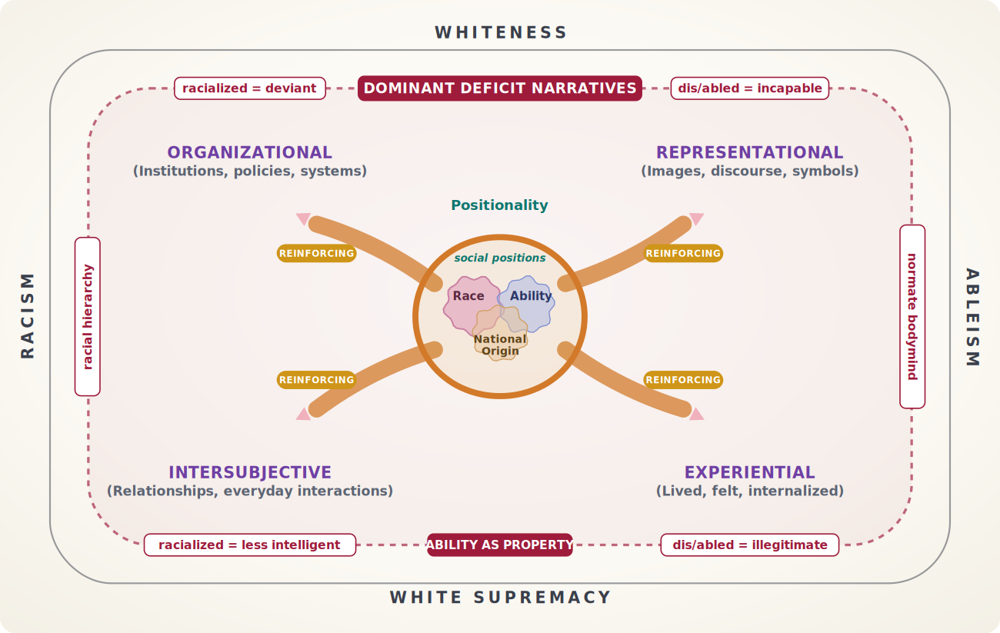 WHITENESS
racialized = deviant
DOMINANT DEFICIT NARRATIVES
dis/abled = incapable
ORGANIZATIONAL
(Institutions, policies, systems)
REPRESENTATIONAL
(Images, discourse, symbols)
Positionality
REINFORCING
REINFORCING
social positions
Race
Ability
National
Origin
RACISM
racial hierarchy
normate bodymind
ABLEISM
REINFORCING
REINFORCING
INTERSUBJECTIVE
(Relationships, everyday interactions)
EXPERIENTIAL
(Lived, felt, internalized)
racialized = less intelligent
ABILITY AS PROPERTY
dis/abled = illegitimate
WHITE SUPREMACY